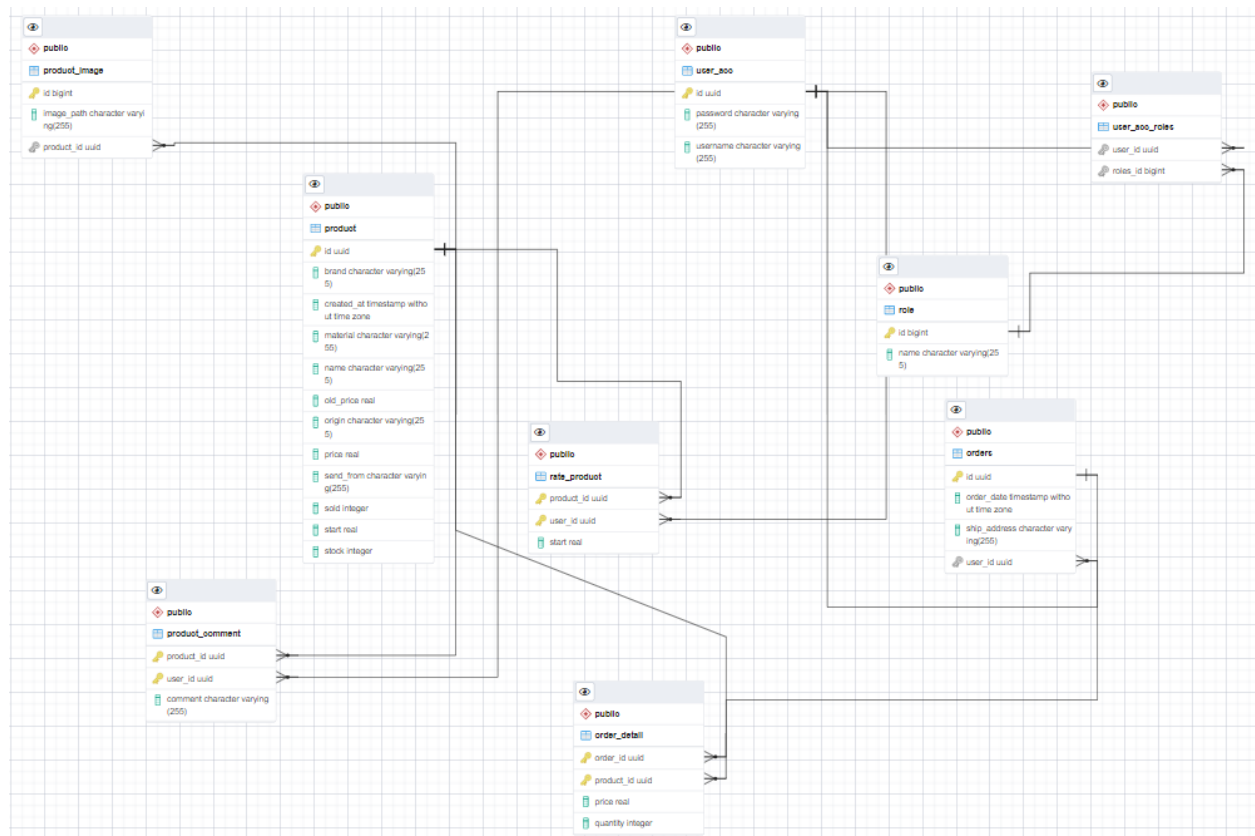 public
product_image
id bigint
image_path character varyi
ng(255)
product_id uuid
public
user_acc
id uuid
password character varying
(255)
username character varying
(255)
public
user_acc_roles
user_id uuid
roles_id bigint
public
product
id uuid
brand character varying(25
5)
created_at timestamp witho
ut time zone
material character varying(2
55)
name character varying(25
5)
old_price real
origin character varying(25
5)
price real
send_from character varyin
g(255)
sold integer
start real
stock integer
public
role
id bigint
name character varying(25
5)
public
rate_product
product_id uuid
user_id uuid
start real
public
orders
id uuid
order_date timestamp witho
ut time zone
ship_address character vary
ing(255)
user_id uuid
public
product_comment
product_id uuid
user_id uuid
comment character varying
(255)
public
order_detail
order_id uuid
product_id uuid
price real
quantity integer